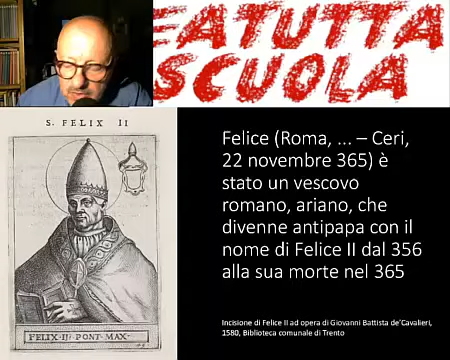 EATUTTA
SCUOLA
S. FELIX II
FELIX·II· PONT·MAX·
Felice (Roma, ... – Ceri,
22 novembre 365) è
stato un vescovo
romano, ariano, che
divenne antipapa con il
nome di Felice II dal 356
alla sua morte nel 365
Incisione di Felice II ad opera di Giovanni Battista de'Cavalieri,
1580, Biblioteca comunale di Trento